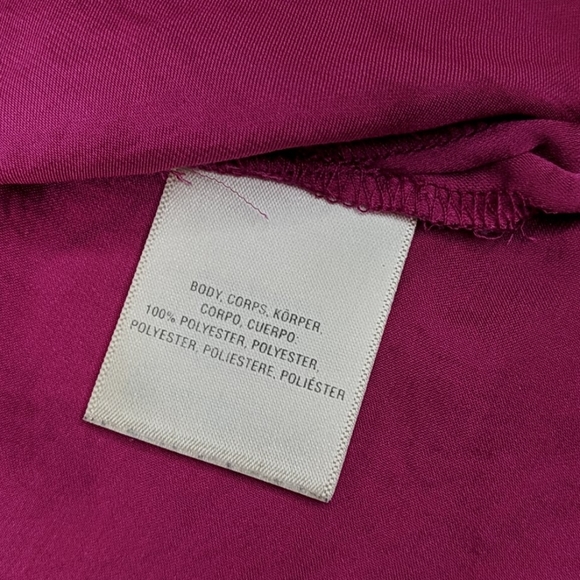 BODY, CORPS, KÖRPER,
CORPO, CUERPO:
100% POLYESTER, POLYESTER,
POLYESTER, POLIESTERE, POLIÉSTER